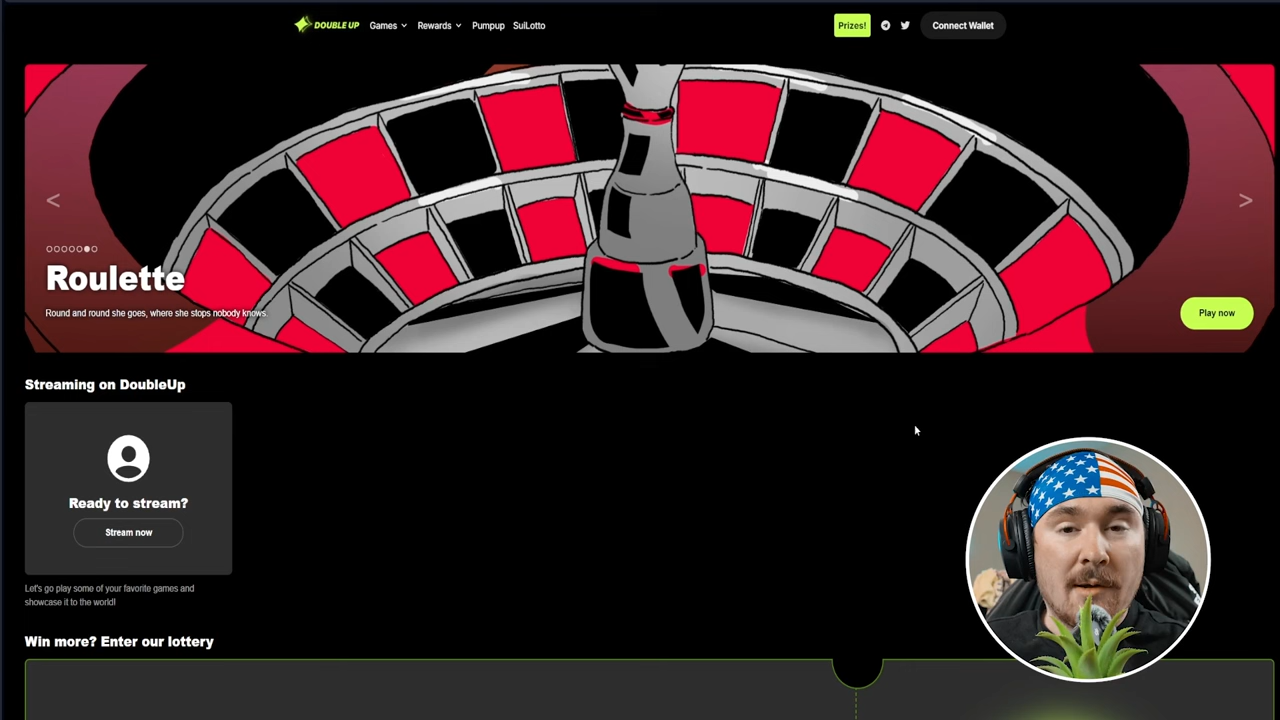 DOUBLE UP Games Rewards Pumpup SuiLotto Prizes! Connect Wallet
< >
Roulette
Round and round she goes, where she stops nobody knows.
Play now
Streaming on DoubleUp
Ready to stream?
Stream now
Let's go play some of your favorite games and
showcase it to the world!
Win more? Enter our lottery